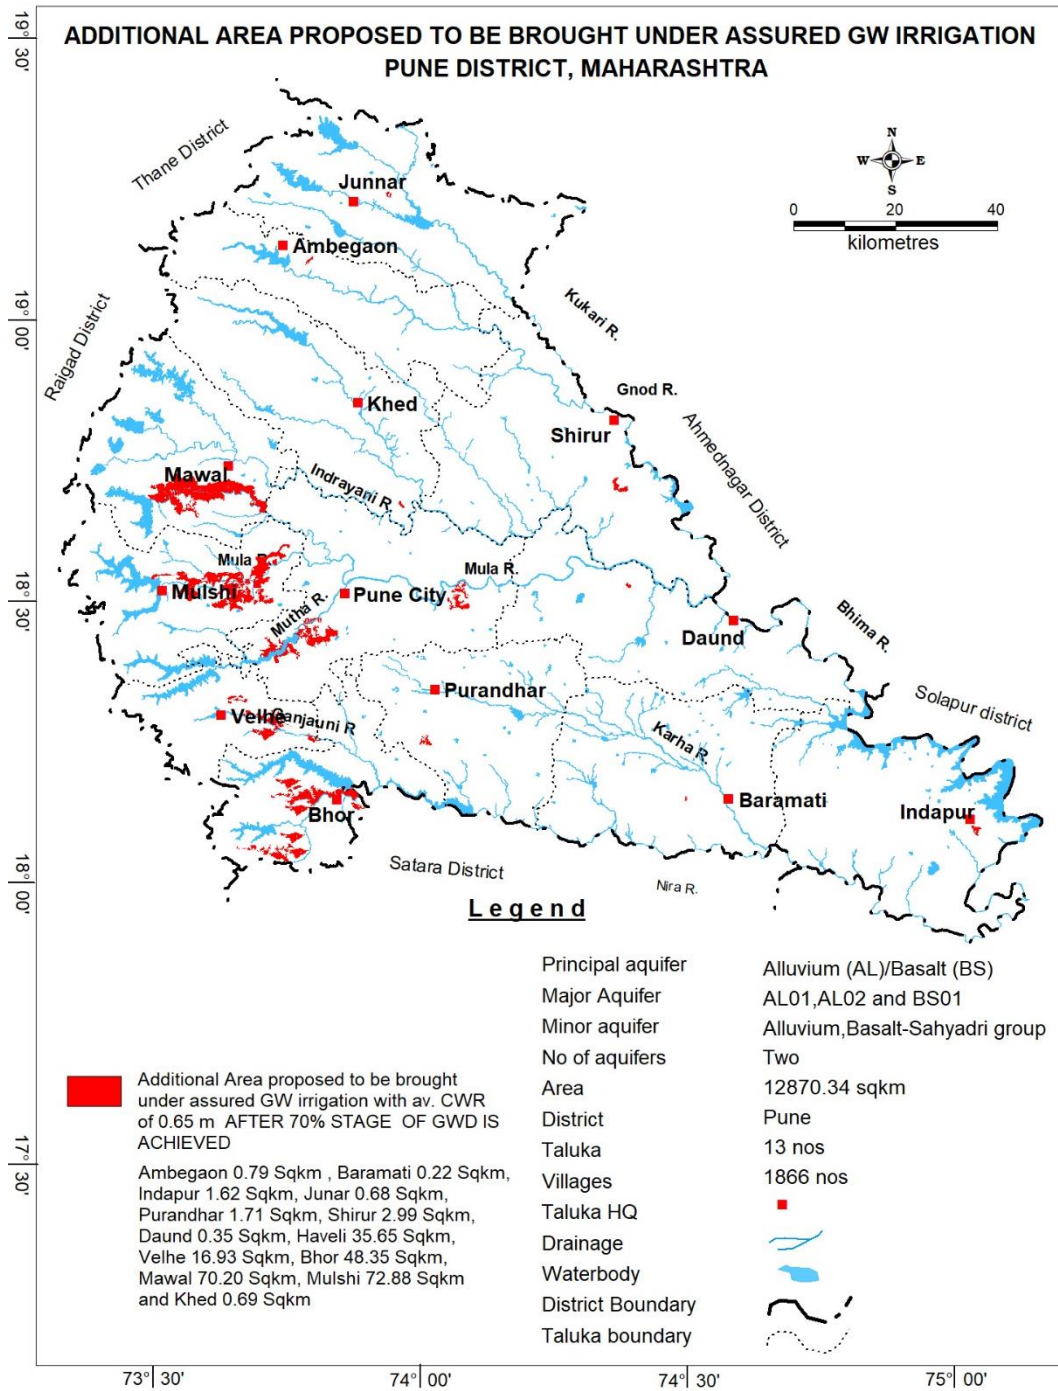 ADDITIONAL AREA PROPOSED TO BE BROUGHT UNDER ASSURED GW IRRIGATION
PUNE DISTRICT, MAHARASHTRA
19° 30'
19° 00'
18° 30'
18° 00'
17° 30'
N
W E
S
0 20 40
kilometres
Thane District
Junnar
Ambegaon
Kukari R.
Raigad District
Gnod R.
Khed
Shirur
Ahmednagar District
Mawal
Indrayani R.
Mula R.
Mula R.
Mulshi
Pune City
Mutha R.
Daund
Bhima R.
Purandhar
Solapur district
Velhe
Ganjauni R
Karha R
Baramati
Indapur
Bhor
Satara District
Nira R.
Legend
Principal aquifer Alluvium (AL)/Basalt (BS)
Major Aquifer AL01,AL02 and BS01
Minor aquifer Alluvium,Basalt-Sahyadri group
No of aquifers Two
Area 12870.34 sqkm
District Pune
Taluka 13 nos
Villages 1866 nos
Taluka HQ
Drainage
Waterbody
District Boundary
Taluka boundary
Additional Area proposed to be brought
under assured GW irrigation with av. CWR
of 0.65 m AFTER 70% STAGE OF GWD IS
ACHIEVED
Ambegaon 0.79 Sqkm , Baramati 0.22 Sqkm,
Indapur 1.62 Sqkm, Junar 0.68 Sqkm,
Purandhar 1.71 Sqkm, Shirur 2.99 Sqkm,
Daund 0.35 Sqkm, Haveli 35.65 Sqkm,
Velhe 16.93 Sqkm, Bhor 48.35 Sqkm,
Mawal 70.20 Sqkm, Mulshi 72.88 Sqkm
and Khed 0.69 Sqkm
73° 30' 74° 00' 74° 30' 75° 00'